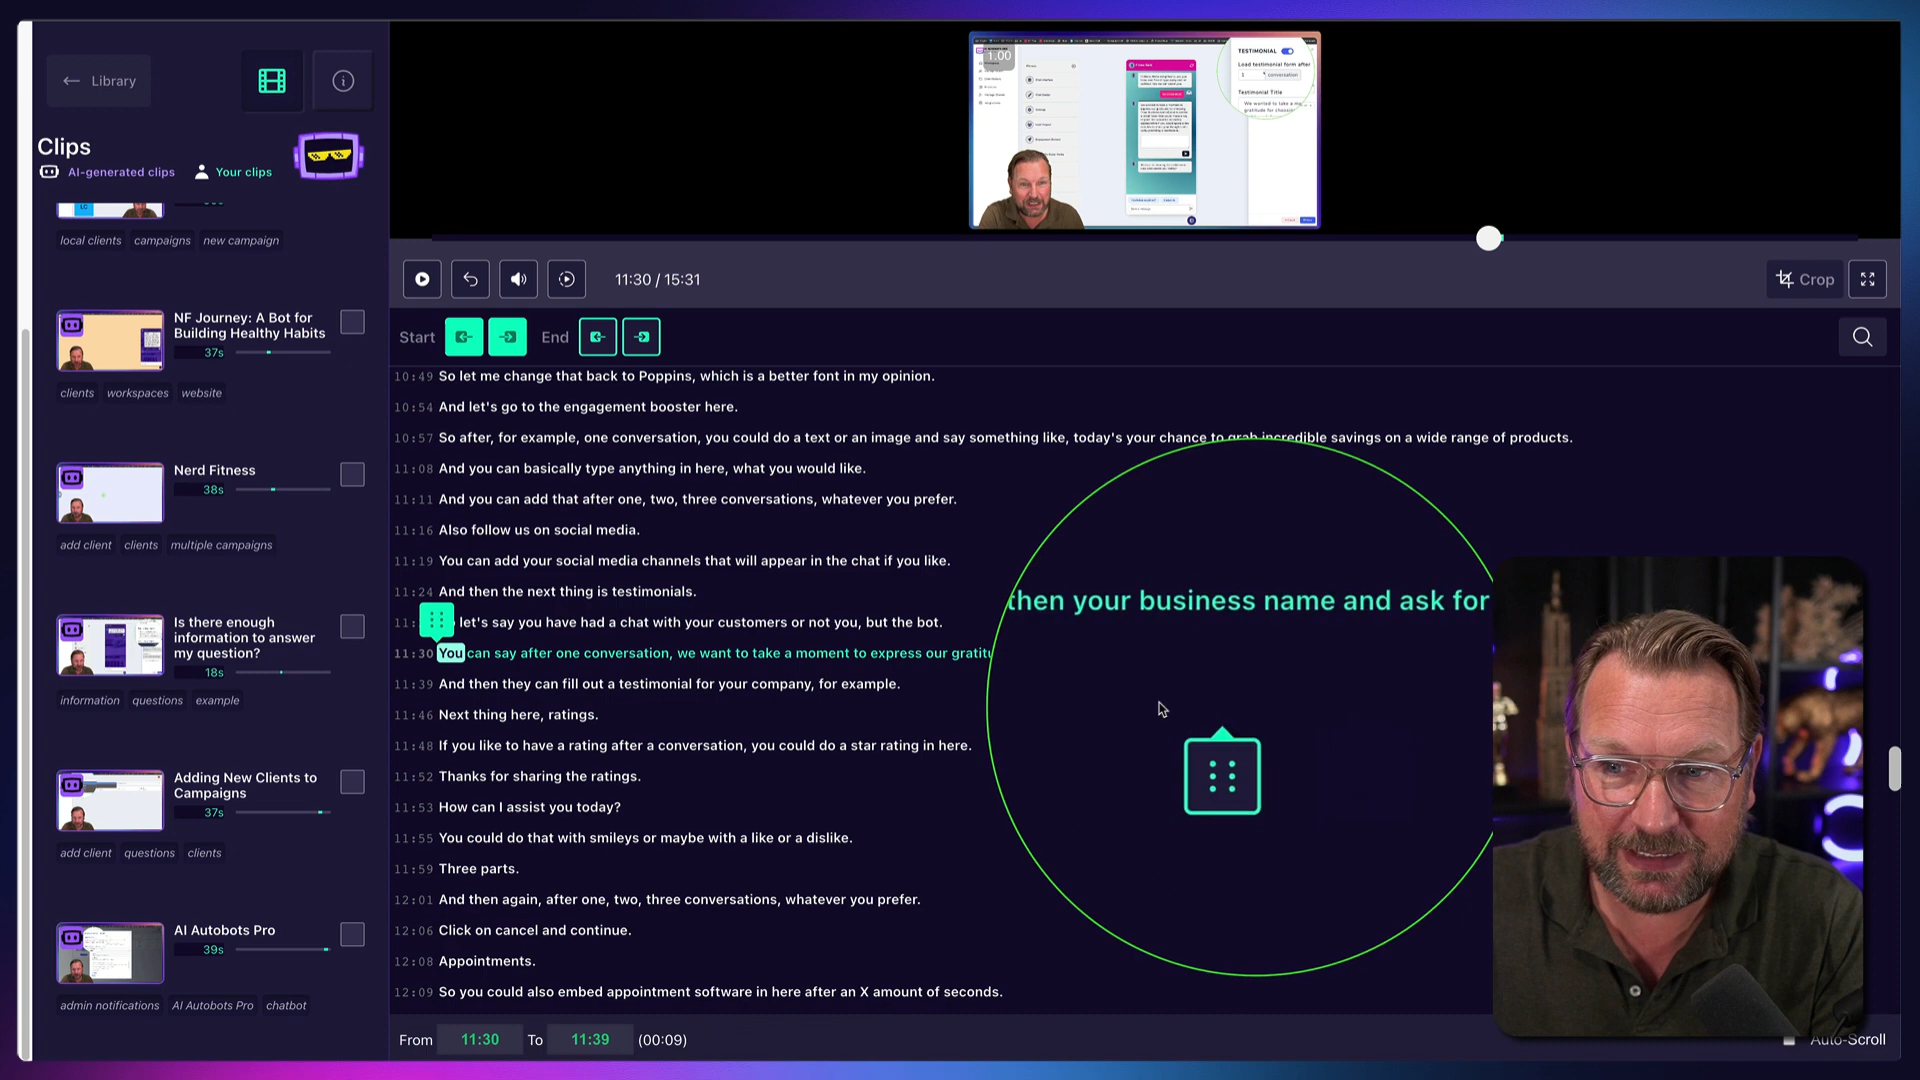 Library
Clips
AI-generated clips
Your clips
local clients
campaigns
new campaign
NF Journey: A Bot for
Building Healthy Habits
37s
clients
workspaces
website
Nerd Fitness
38s
add client
clients
multiple campaigns
Is there enough
information to answer
my question?
18s
information
questions
example
Adding New Clients to
Campaigns
37s
add client
questions
clients
AI Autobots Pro
39s
admin notifications
AI Autobots Pro
chatbot
1.00
TESTIMONIAL
Load testimonial form after
1
conversation
Testimonial Title
We wanted to take a
gratitude for
11:30 / 15:31
Crop
Start
End
10:49 So let me change that back to Poppins, which is a better font in my opinion.
10:54 And let's go to the engagement booster here.
10:57 So after, for example, one conversation, you could do a text or an image and say something like, today's your chance to grab incredible savings on a wide range of products.
11:08 And you can basically type anything in here, what you would like.
11:11 And you can add that after one, two, three conversations, whatever you prefer.
11:16 Also follow us on social media.
11:19 You can add your social media channels that will appear in the chat if you like.
11:24 And then the next thing is testimonials.
let's say you have had a chat with your customers or not you, but the bot.
11:30 You can say after one conversation, we want to take a moment to express our
then your business name and ask for
11:39 And then they can fill out a testimonial for your company, for example.
11:46 Next thing here, ratings.
11:48 If you like to have a rating after a conversation, you could do a star rating in here.
11:52 Thanks for sharing the ratings.
11:53 How can I assist you today?
11:55 You could do that with smileys or maybe with a like or a dislike.
11:59 Three parts.
12:01 And then again, after one, two, three conversations, whatever you prefer.
12:06 Click on cancel and continue.
12:08 Appointments.
12:09 So you could also embed appointment software in here after an X amount of seconds.
From 11:30 To 11:39 (00:09)
Auto-Scroll